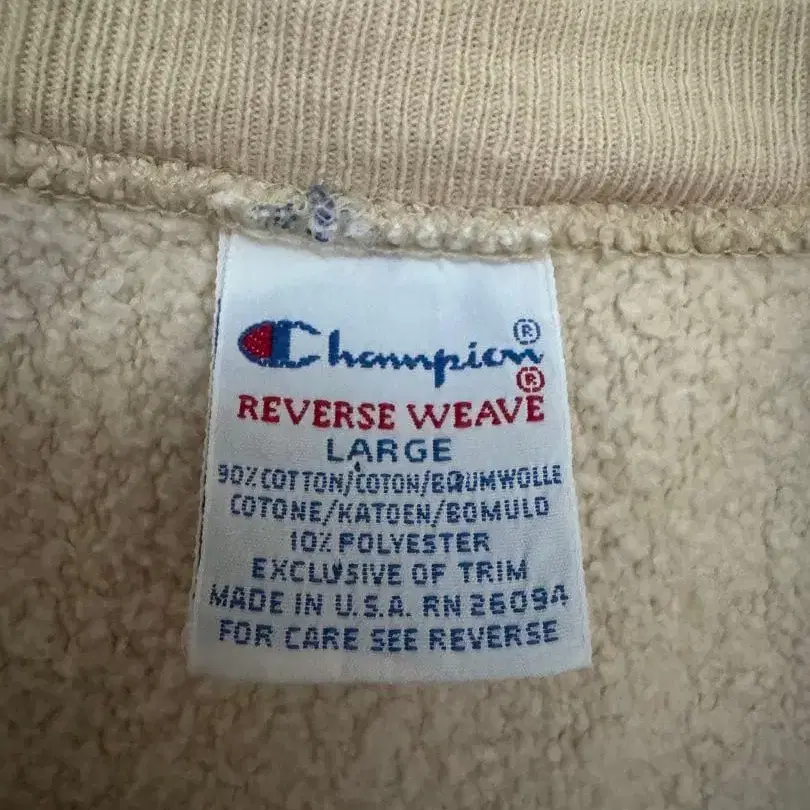 Champion®
REVERSE WEAVE®
LARGE
90% COTTON/COTON/BAUMWOLLE
COTONE/KATOEN/BOMULD
10% POLYESTER
EXCLUSIVE OF TRIM
MADE IN U.S.A. RN 26094
FOR CARE SEE REVERSE